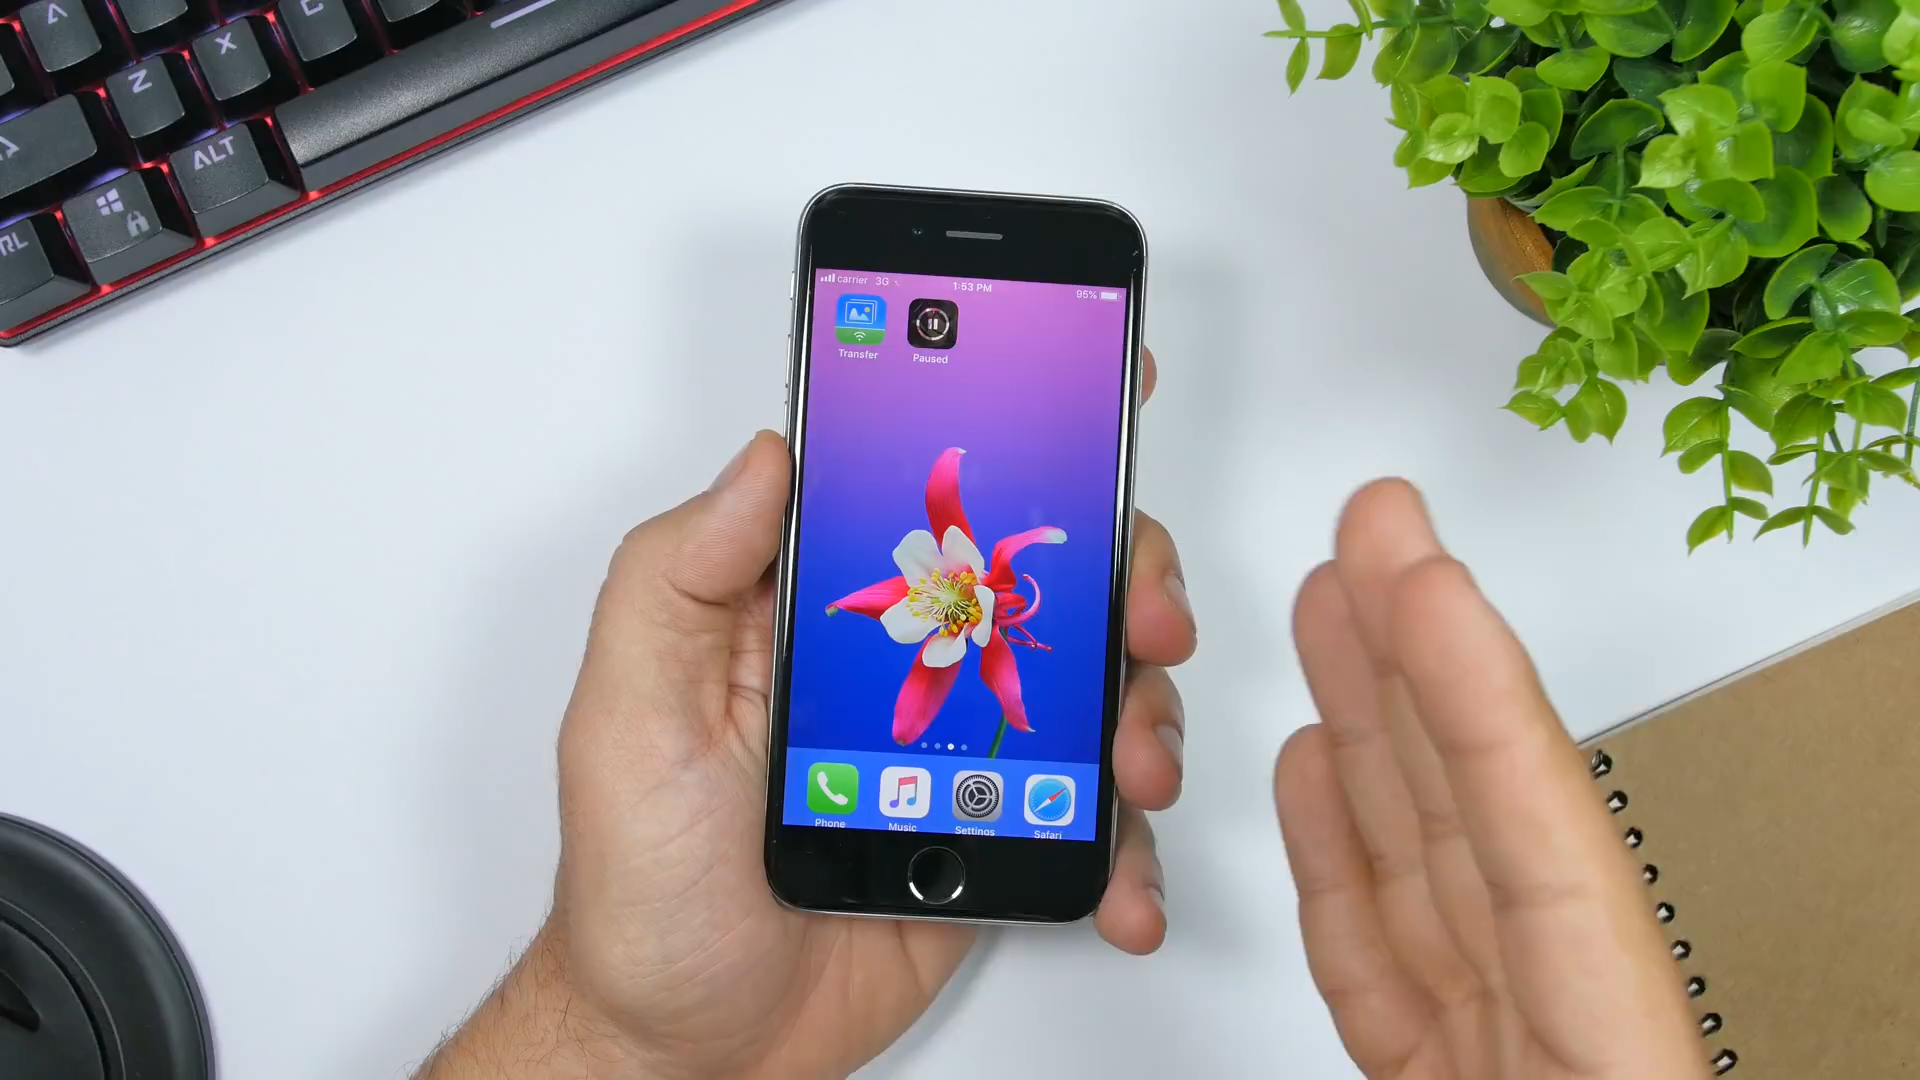 A
X
C
Z
ALT
RL
carrier 3G 1:53 PM 95%
Transfer Paused
Phone Music Settings Safari